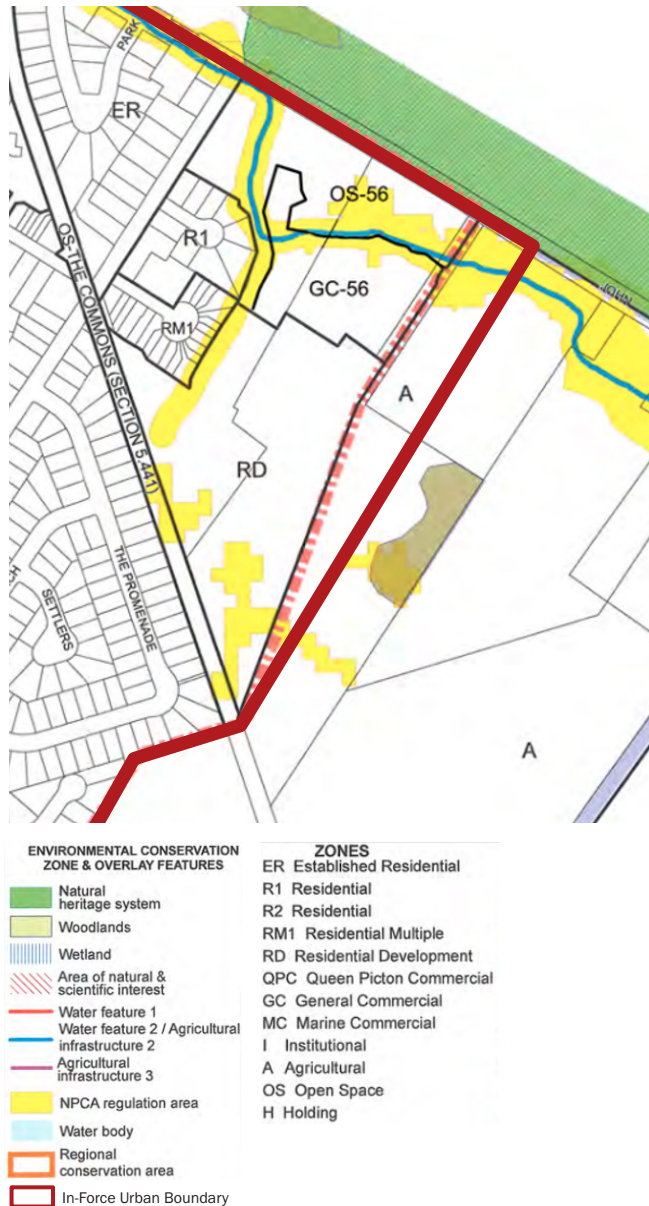 PARK
ER
OS-THE COMMONS (SECTION 5.441)
OS-56
R1
GC-56
RM1
JOHN
A
RD
THE PROMENADE
CH
SETTLERS
A
ENVIRONMENTAL CONSERVATION
ZONE & OVERLAY FEATURES
Natural
heritage system
Woodlands
Wetland
Area of natural &
scientific interest
Water feature 1
Water feature 2 / Agricultural
infrastructure 2
Agricultural
infrastructure 3
NPCA regulation area
Water body
Regional
conservation area
In-Force Urban Boundary
ZONES
ER Established Residential
R1 Residential
R2 Residential
RM1 Residential Multiple
RD Residential Development
QPC Queen Picton Commercial
GC General Commercial
MC Marine Commercial
I Institutional
A Agricultural
OS Open Space
H Holding